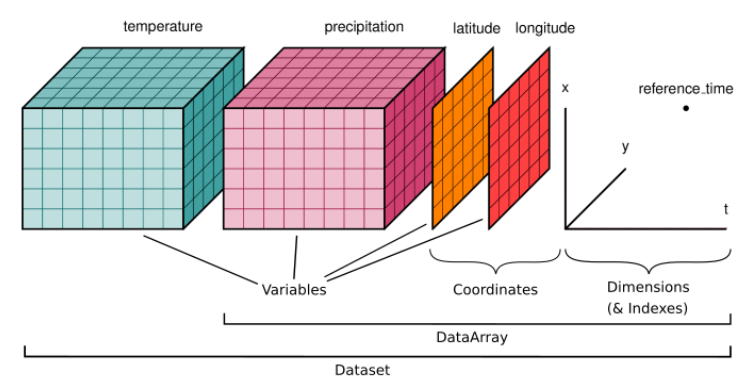 temperature
precipitation
latitude
longitude
x
reference_time
y
t
Variables
Coordinates
Dimensions
(& Indexes)
DataArray
Dataset